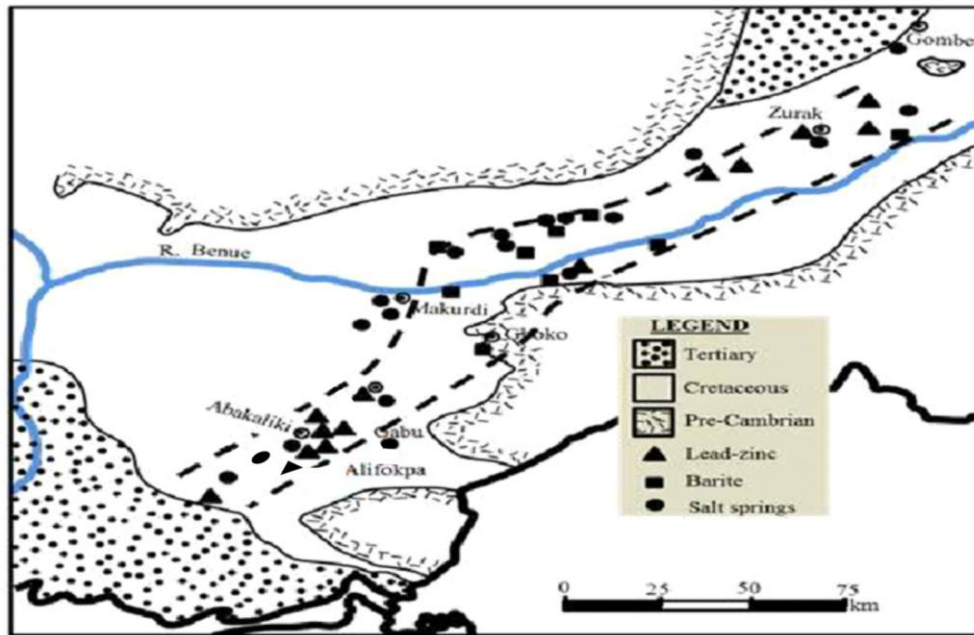 Gombe
Zurak
R. Benue
Makurdi
Gboko
LEGEND
Tertiary
Cretaceous
Pre-Cambrian
Lead-zinc
Barite
Salt springs
Abakaliki
Gabu
Alifokpa
0 25 50 75
km